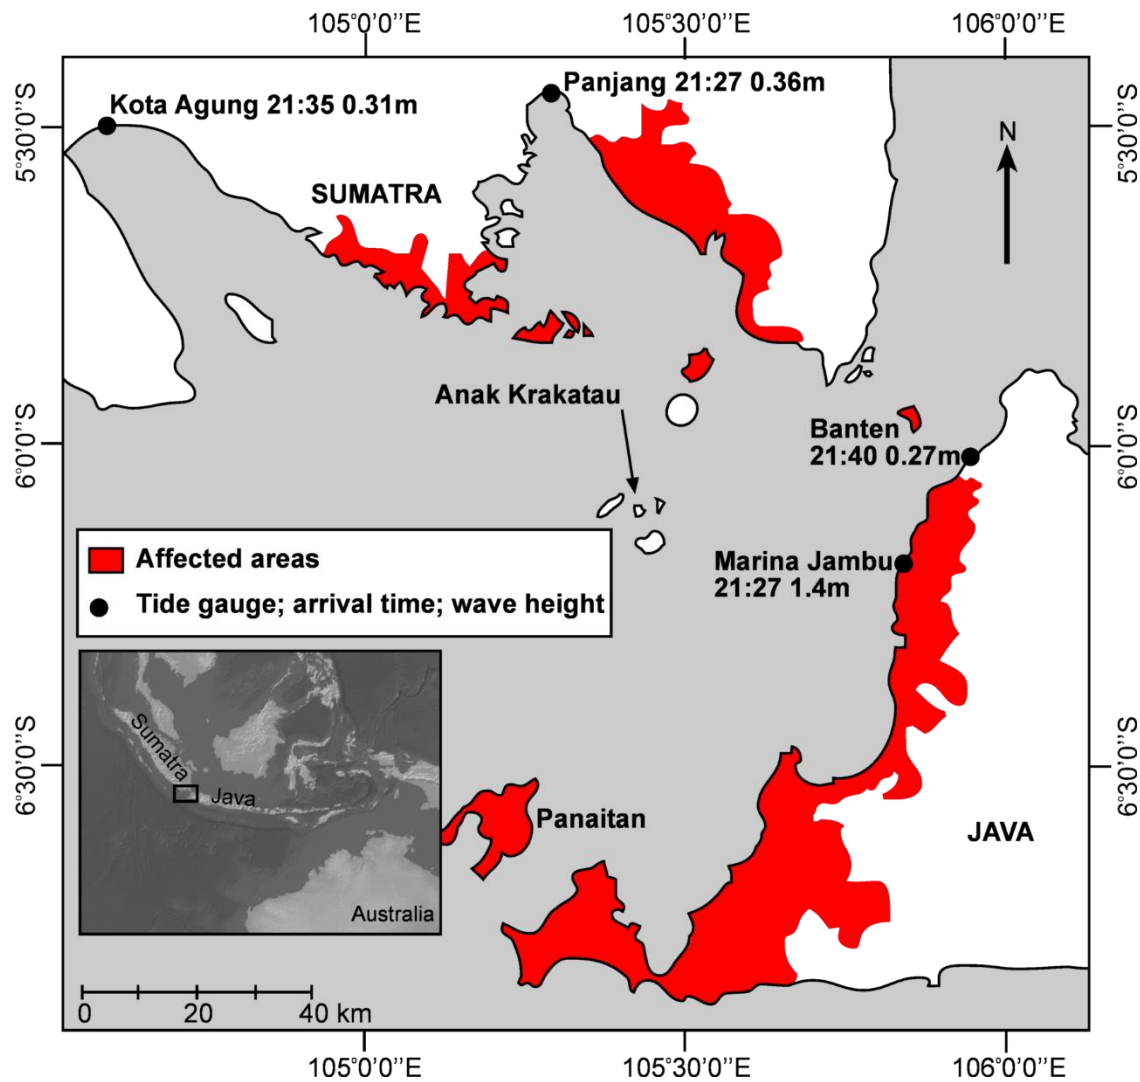 105°0'0''E
105°30'0''E
106°0'0''E
Kota Agung 21:35 0.31m
Panjang 21:27 0.36m
5°30'0''S
5°30'0''S
N
SUMATRA
Anak Krakatau
Banten
21:40 0.27m
6°0'0''S
6°0'0''S
Affected areas
Tide gauge; arrival time; wave height
Marina Jambu
21:27 1.4m
Sumatra
Java
Australia
6°30'0''S
6°30'0''S
Panaitan
JAVA
0 20 40 km
105°0'0''E
105°30'0''E
106°0'0''E